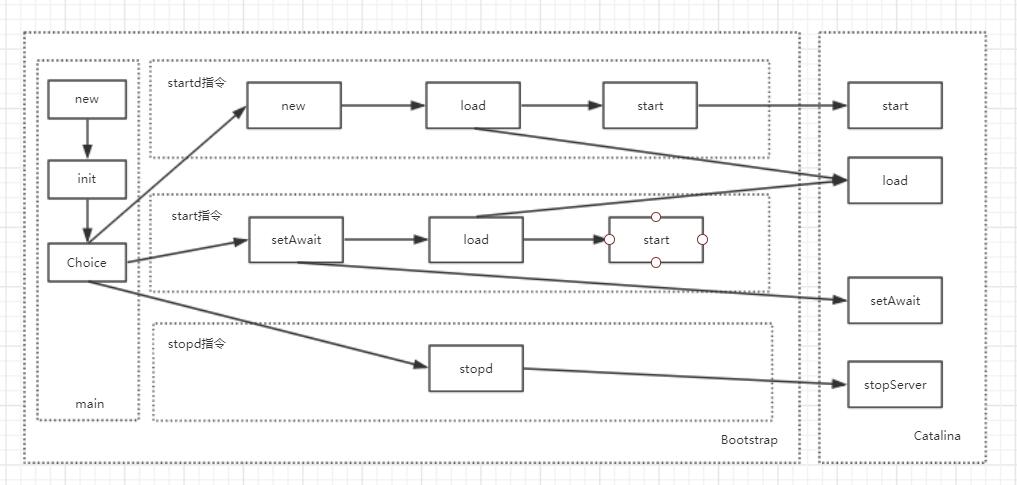 startd指令
new
new
load
start
start
init
load
start指令
setAwait
load
start
Choice
setAwait
stopd指令
stopd
stopServer
main
Bootstrap
Catalina